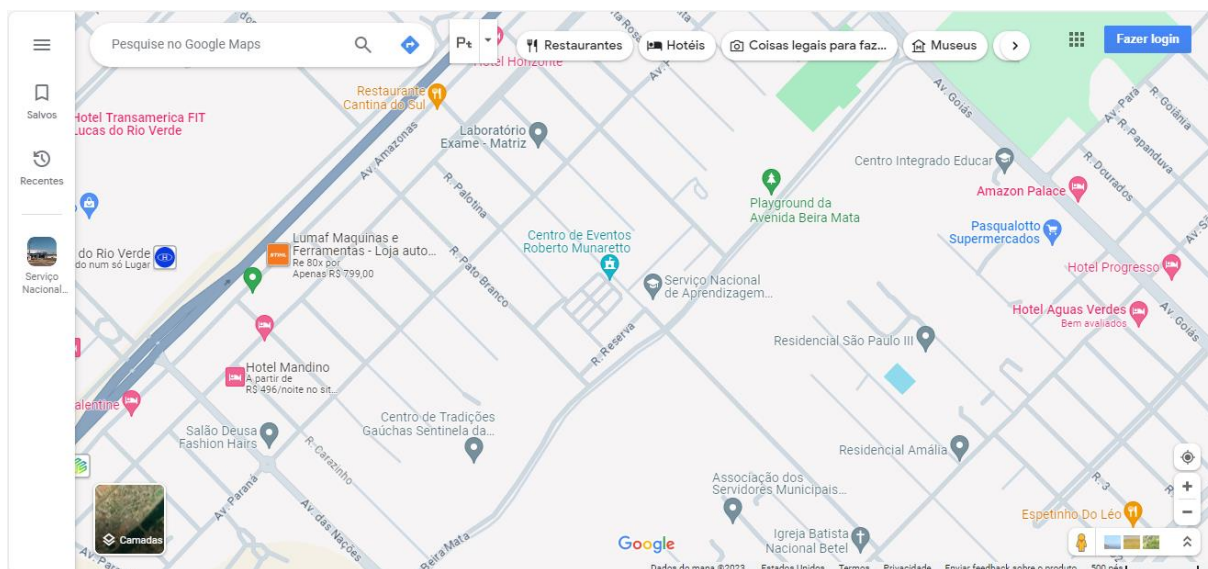 Pesquise no Google Maps
Restaurantes
Hotéis
Coisas legais para faz...
Museus
Fazer login
Salvos
Recentes
Serviço
Nacional...
Hotel Transamerica FIT
Lucas do Rio Verde
Hotel Horizonte
Restaurante
Cantina do Sul
Av. Amazonas
Laboratório
Exame - Matriz
R. Palotina
Av. Goiás
Av. Pará
R. Goiânia
R. Papanduva
R. Dourados
Centro Integrado Educar
Amazon Palace
Playground da
Avenida Beira Mata
Pasqualotto
Supermercados
Hotel Progresso
Hotel Aguas Verdes
Bem avaliados
Av. Goiás
do Rio Verde
do num só Lugar
STIHL
Lumaf Maquinas e
Ferramentas - Loja auto...
Re 80x por
Apenas R$ 799,00
Centro de Eventos
Roberto Munaretto
R. Pato Branco
Serviço Nacional
de Aprendizagem...
R. Reserva
Residencial São Paulo III
Hotel Mandino
A partir de
R$ 496/noite no sit...
alentine
Salão Deusa
Fashion Hairs
Centro de Tradições
Gaúchas Sentinela da...
R. Carazinho
Av. Paraná
Av. das Nações
Residencial Amália
Associação dos
Servidores Municipais...
R. 3
Espetinho Do Léo
Igreja Batista
Nacional Betel
Beira Mata
Camadas
Google
Dados do mapa ©2023 Estados Unidos Termos Privacidade Enviar feedback sobre o produto 500 pés